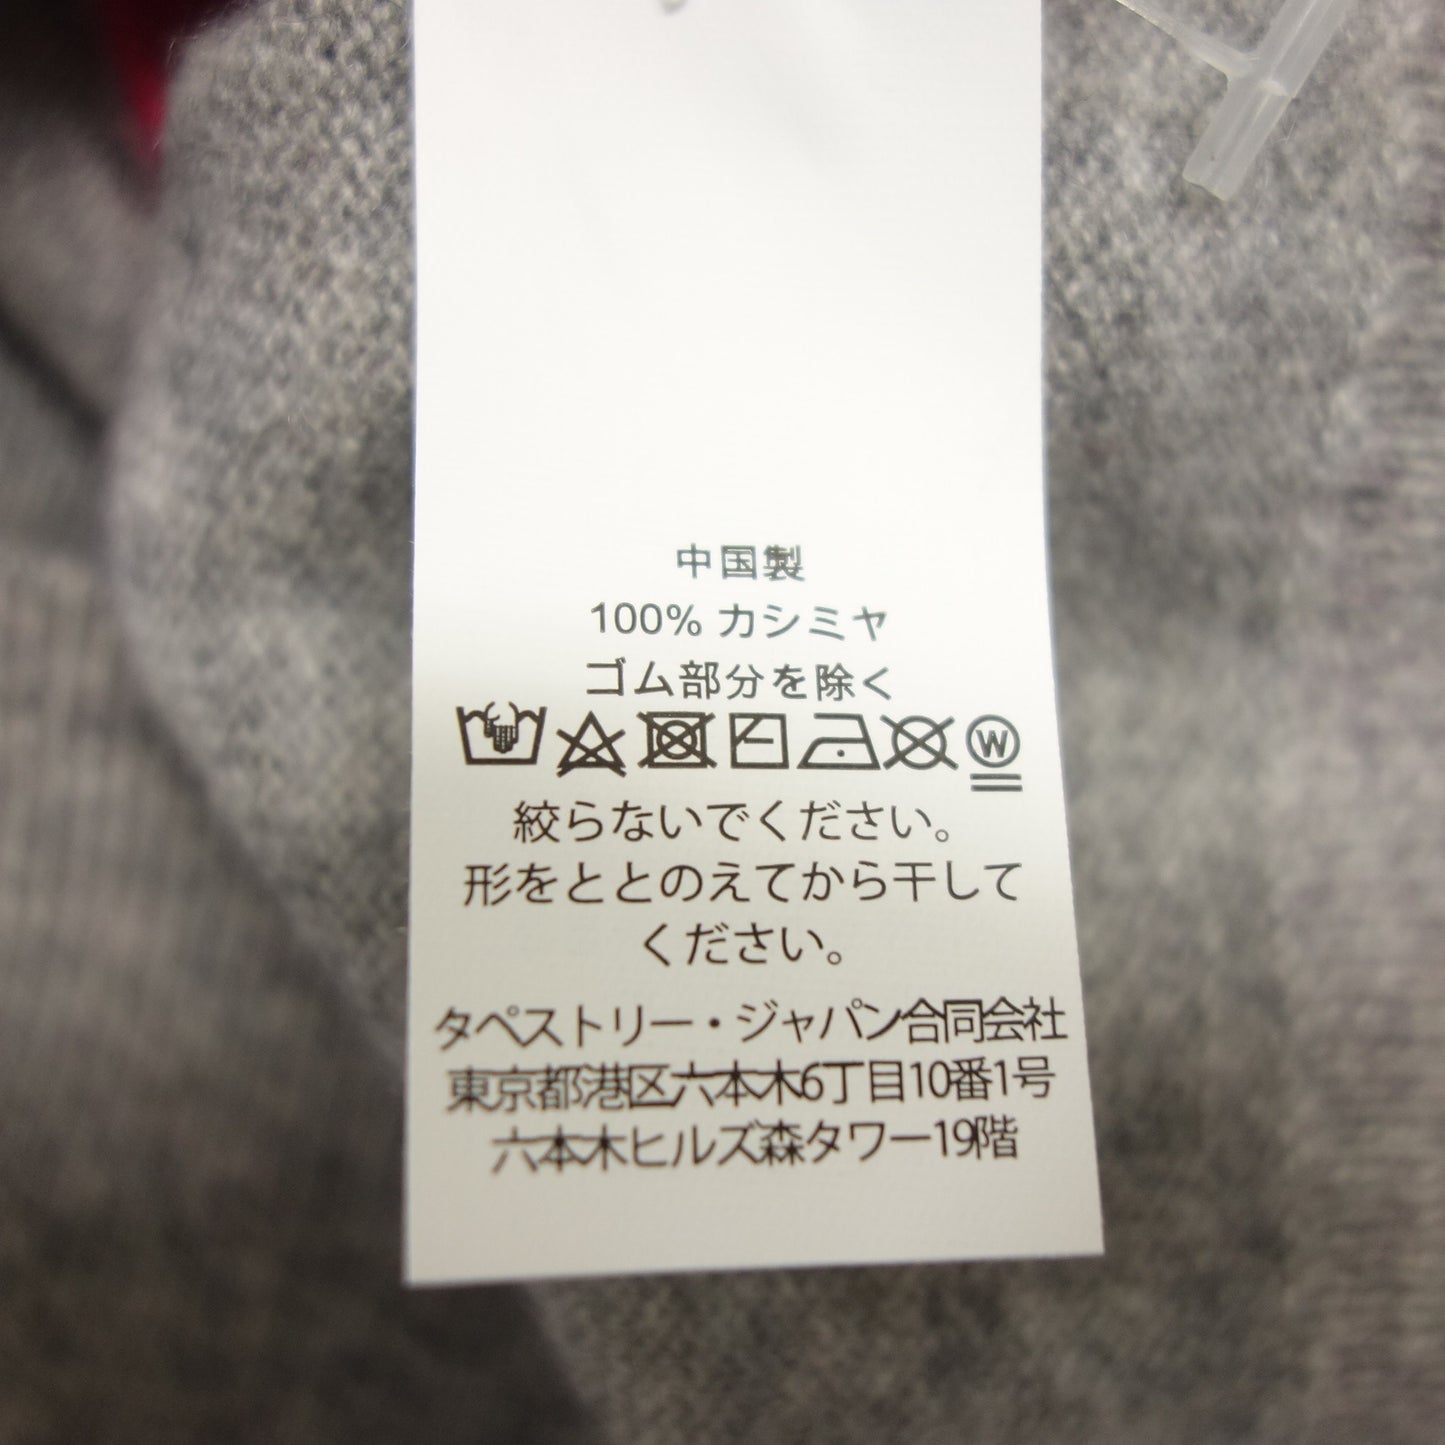 中国製
100% カシミヤ
ゴム部分を除く
W
絞らないでください。
形をととのえてから干して
ください。
タペストリー・ジャパン合同会社
東京都港区六本木6丁目10番1号
六本木ヒルズ森タワー19階